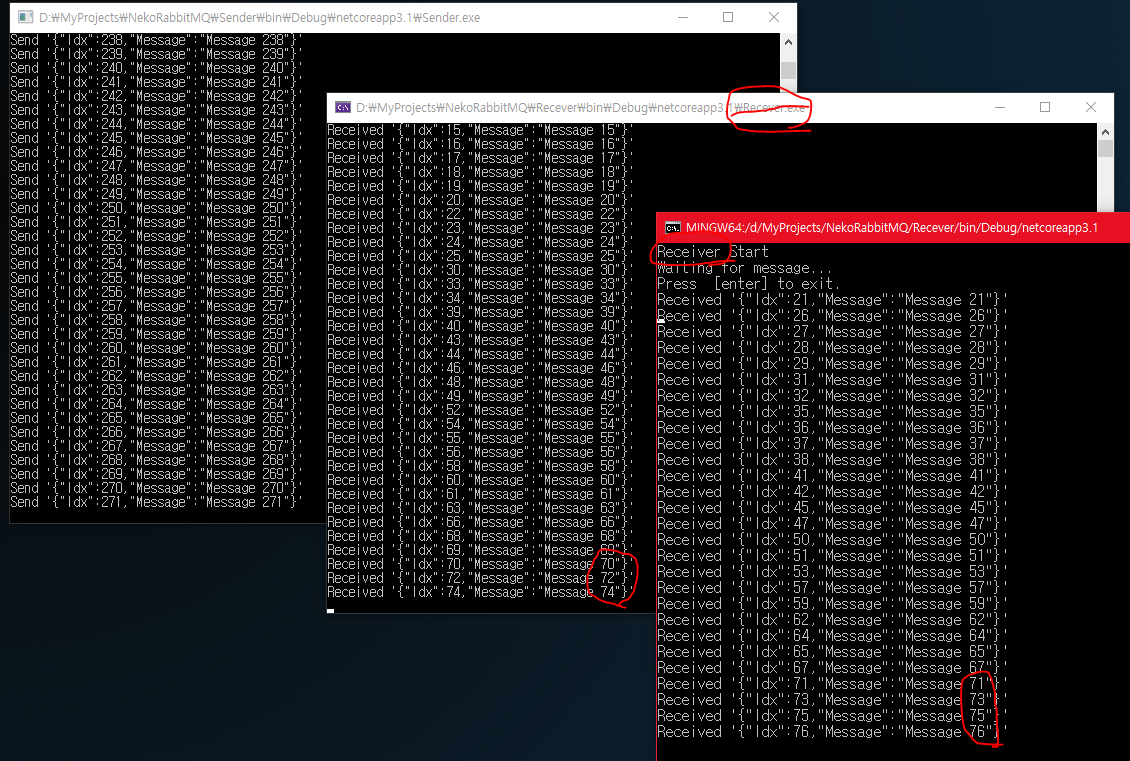 D:₩MyProjects₩NekoRabbitMQ₩Sender₩bin₩Debug₩netcoreapp3.1₩Sender.exe
Send '{"Idx":238,"Message":"Message 238"}'
Send '{"Idx":239,"Message":"Message 239"}'
Send '{"Idx":240,"Message":"Message 240"}'
Send '{"Idx":241,"Message":"Message 241"}'
Send '{"Idx":242,"Message":"Message 242"}'
Send '{"Idx":243,"Message":"Message 243"}'
Send '{"Idx":244,"Message":"Message 244"}'
Send '{"Idx":245,"Message":"Message 245"}'
Send '{"Idx":246,"Message":"Message 246"}'
Send '{"Idx":247,"Message":"Message 247"}'
Send '{"Idx":248,"Message":"Message 248"}'
Send '{"Idx":249,"Message":"Message 249"}'
Send '{"Idx":250,"Message":"Message 250"}'
Send '{"Idx":251,"Message":"Message 251"}'
Send '{"Idx":252,"Message":"Message 252"}'
Send '{"Idx":253,"Message":"Message 253"}'
Send '{"Idx":254,"Message":"Message 254"}'
Send '{"Idx":255,"Message":"Message 255"}'
Send '{"Idx":256,"Message":"Message 256"}'
Send '{"Idx":257,"Message":"Message 257"}'
Send '{"Idx":258,"Message":"Message 258"}'
Send '{"Idx":259,"Message":"Message 259"}'
Send '{"Idx":260,"Message":"Message 260"}'
Send '{"Idx":261,"Message":"Message 261"}'
Send '{"Idx":262,"Message":"Message 262"}'
Send '{"Idx":263,"Message":"Message 263"}'
Send '{"Idx":264,"Message":"Message 264"}'
Send '{"Idx":265,"Message":"Message 265"}'
Send '{"Idx":266,"Message":"Message 266"}'
Send '{"Idx":267,"Message":"Message 267"}'
Send '{"Idx":268,"Message":"Message 268"}'
Send '{"Idx":269,"Message":"Message 269"}'
Send '{"Idx":270,"Message":"Message 270"}'
Send '{"Idx":271,"Message":"Message 271"}'
D:₩MyProjects₩NekoRabbitMQ₩Recever₩bin₩Debug₩netcoreapp3.1₩Recever.exe
Received '{"Idx":15,"Message":"Message 15"}'
Received '{"Idx":16,"Message":"Message 16"}'
Received '{"Idx":17,"Message":"Message 17"}'
Received '{"Idx":18,"Message":"Message 18"}'
Received '{"Idx":19,"Message":"Message 19"}'
Received '{"Idx":20,"Message":"Message 20"}'
Received '{"Idx":22,"Message":"Message 22"}'
Received '{"Idx":23,"Message":"Message 23"}'
Received '{"Idx":24,"Message":"Message 24"}'
Received '{"Idx":25,"Message":"Message 25"}'
Received '{"Idx":30,"Message":"Message 30"}'
Received '{"Idx":33,"Message":"Message 33"}'
Received '{"Idx":34,"Message":"Message 34"}'
Received '{"Idx":39,"Message":"Message 39"}'
Received '{"Idx":40,"Message":"Message 40"}'
Received '{"Idx":43,"Message":"Message 43"}'
Received '{"Idx":44,"Message":"Message 44"}'
Received '{"Idx":46,"Message":"Message 46"}'
Received '{"Idx":48,"Message":"Message 48"}'
Received '{"Idx":49,"Message":"Message 49"}'
Received '{"Idx":52,"Message":"Message 52"}'
Received '{"Idx":54,"Message":"Message 54"}'
Received '{"Idx":55,"Message":"Message 55"}'
Received '{"Idx":56,"Message":"Message 56"}'
Received '{"Idx":58,"Message":"Message 58"}'
Received '{"Idx":60,"Message":"Message 60"}'
Received '{"Idx":61,"Message":"Message 61"}'
Received '{"Idx":63,"Message":"Message 63"}'
Received '{"Idx":66,"Message":"Message 66"}'
Received '{"Idx":68,"Message":"Message 68"}'
Received '{"Idx":69,"Message":"Message 69"}'
Received '{"Idx":70,"Message":"Message 70"}'
Received '{"Idx":72,"Message":"Message 72"}'
Received '{"Idx":74,"Message":"Message 74"}'
MINGW64:/d/MyProjects/NekoRabbitMQ/Recever/bin/Debug/netcoreapp3.1
Receiver Start
Waiting for message...
Press  [enter] to exit.
Received '{"Idx":21,"Message":"Message 21"}'
Received '{"Idx":26,"Message":"Message 26"}'
Received '{"Idx":27,"Message":"Message 27"}'
Received '{"Idx":28,"Message":"Message 28"}'
Received '{"Idx":29,"Message":"Message 29"}'
Received '{"Idx":31,"Message":"Message 31"}'
Received '{"Idx":32,"Message":"Message 32"}'
Received '{"Idx":35,"Message":"Message 35"}'
Received '{"Idx":36,"Message":"Message 36"}'
Received '{"Idx":37,"Message":"Message 37"}'
Received '{"Idx":38,"Message":"Message 38"}'
Received '{"Idx":41,"Message":"Message 41"}'
Received '{"Idx":42,"Message":"Message 42"}'
Received '{"Idx":45,"Message":"Message 45"}'
Received '{"Idx":47,"Message":"Message 47"}'
Received '{"Idx":50,"Message":"Message 50"}'
Received '{"Idx":51,"Message":"Message 51"}'
Received '{"Idx":53,"Message":"Message 53"}'
Received '{"Idx":57,"Message":"Message 57"}'
Received '{"Idx":59,"Message":"Message 59"}'
Received '{"Idx":62,"Message":"Message 62"}'
Received '{"Idx":64,"Message":"Message 64"}'
Received '{"Idx":65,"Message":"Message 65"}'
Received '{"Idx":67,"Message":"Message 67"}'
Received '{"Idx":71,"Message":"Message 71"}'
Received '{"Idx":73,"Message":"Message 73"}'
Received '{"Idx":75,"Message":"Message 75"}'
Received '{"Idx":76,"Message":"Message 76"}'